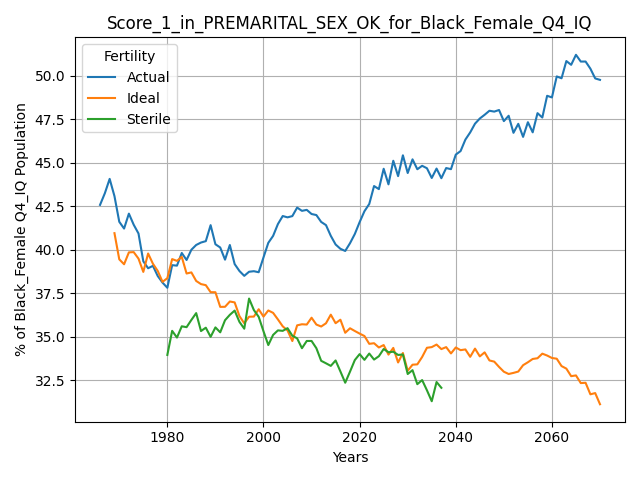 Score_1_in_PREMARITAL_SEX_OK_for_Black_Female_Q4_IQ
% of Black_Female Q4_IQ Population
Fertility
Actual
Ideal
Sterile
50.0
47.5
45.0
42.5
40.0
37.5
35.0
32.5
1980 2000 2020 2040 2060
Years